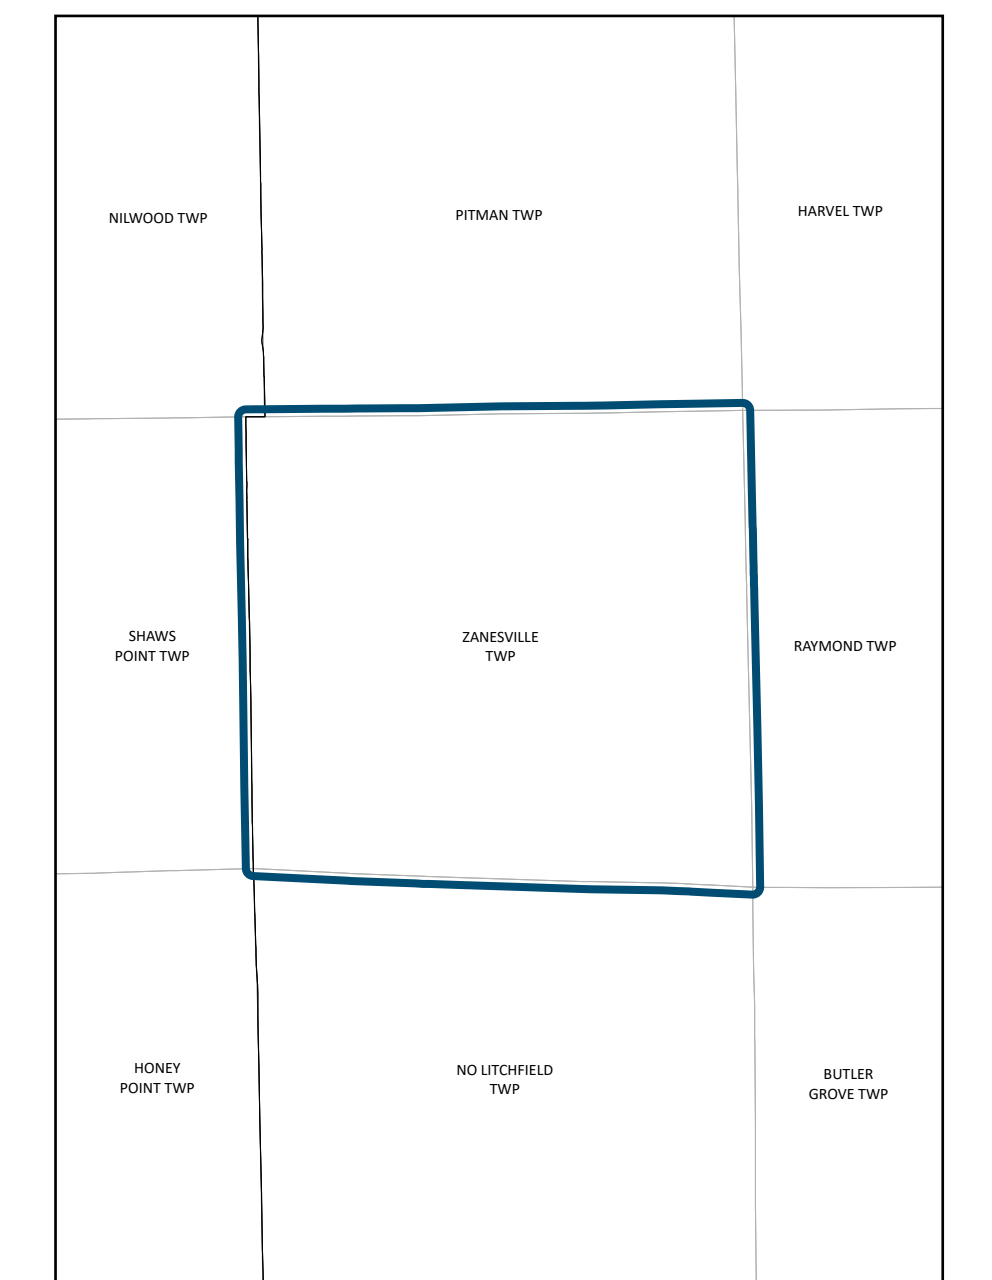 NILWOOD TWP
PITMAN TWP
HARVEL TWP
SHAWS
POINT TWP
ZANESVILLE
TWP
RAYMOND TWP
HONEY
POINT TWP
NO LITCHFIELD
TWP
BUTLER
GROVE TWP